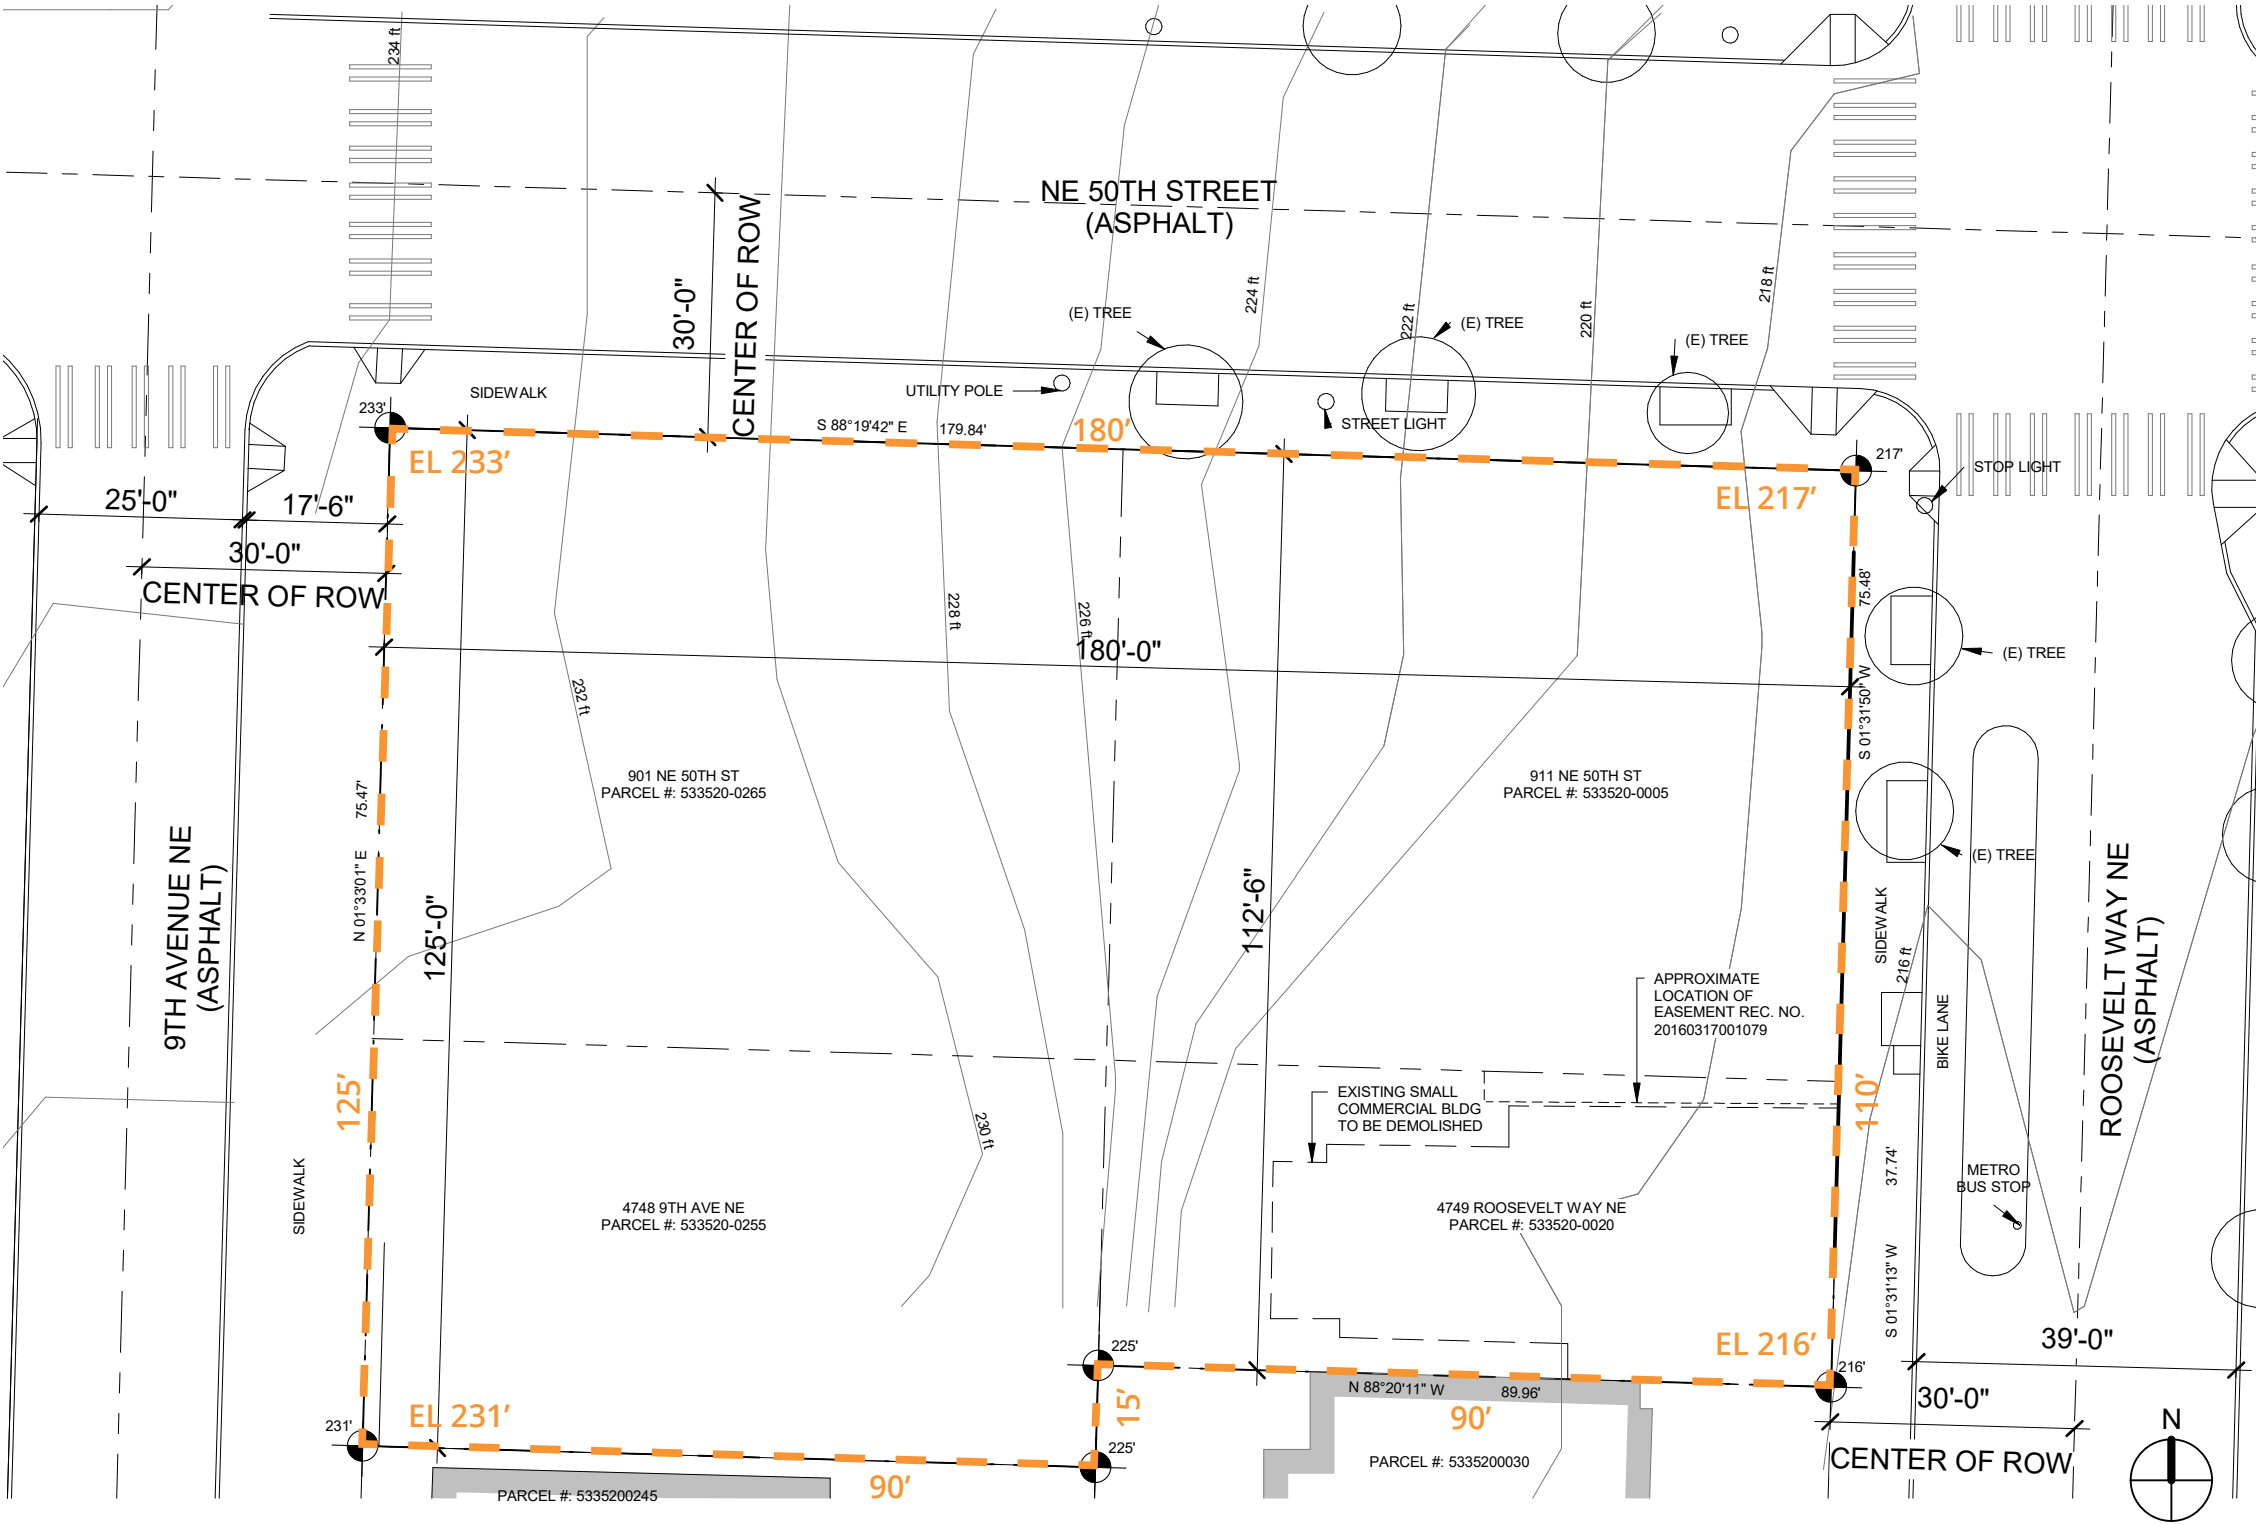 234 ft
NE 50TH STREET
(ASPHALT)
30'-0"
CENTER OF ROW
224 ft
222 ft
220 ft
218 ft
(E) TREE
(E) TREE
(E) TREE
SIDEWALK
UTILITY POLE
STREET LIGHT
233'
S 88°19'42" E
179.84'
180'
217'
EL 233'
EL 217'
STOP LIGHT
25'-0"
17'-6"
30'-0"
CENTER OF ROW
228 ft
226 ft
75.48'
180'-0"
(E) TREE
232 ft
S 01°31'50" W
901 NE 50TH ST
PARCEL #: 533520-0265
911 NE 50TH ST
PARCEL #: 533520-0005
75.47'
N 01°33'01" E
9TH AVENUE NE
(ASPHALT)
125'-0"
112'-6"
(E) TREE
SIDEWALK
216 ft
ROOSEVELT WAY NE
(ASPHALT)
APPROXIMATE
LOCATION OF
EASEMENT REC. NO.
20160317001079
BIKE LANE
125'
EXISTING SMALL
COMMERCIAL BLDG
TO BE DEMOLISHED
110'
230 ft
37.74'
METRO
BUS STOP
SIDEWALK
4748 9TH AVE NE
PARCEL #: 533520-0255
4749 ROOSEVELT WAY NE
PARCEL #: 533520-0020
S 01°31'13" W
225'
EL 216'
39'-0"
216'
N 88°20'11" W
89.96'
30'-0"
15'
90'
EL 231'
231'
225'
N
CENTER OF ROW
PARCEL #: 5335200030
90'
PARCEL #: 5335200245